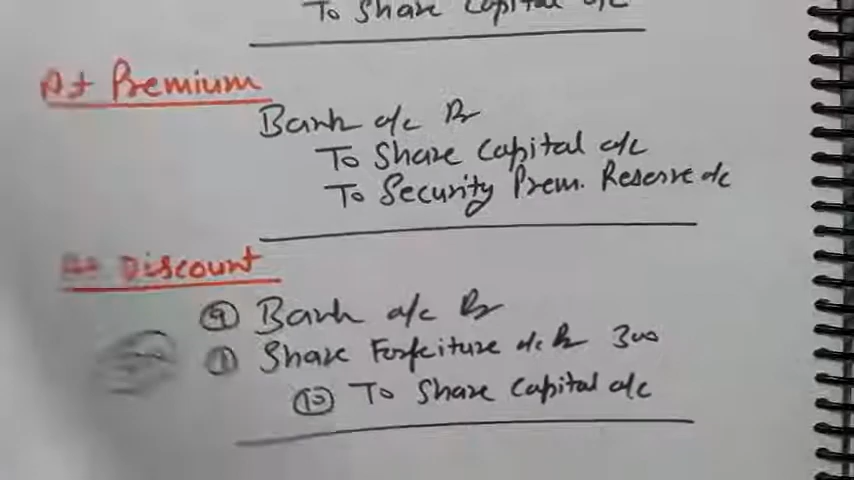 To Share Capital a/c
At Premium
Bank a/c Dr
To Share Capital a/c
To Security Prem. Reserve a/c
At Discount
⑨ Bank a/c Dr
① Share Forfeiture a/c Dr 300
⑩ To Share Capital a/c